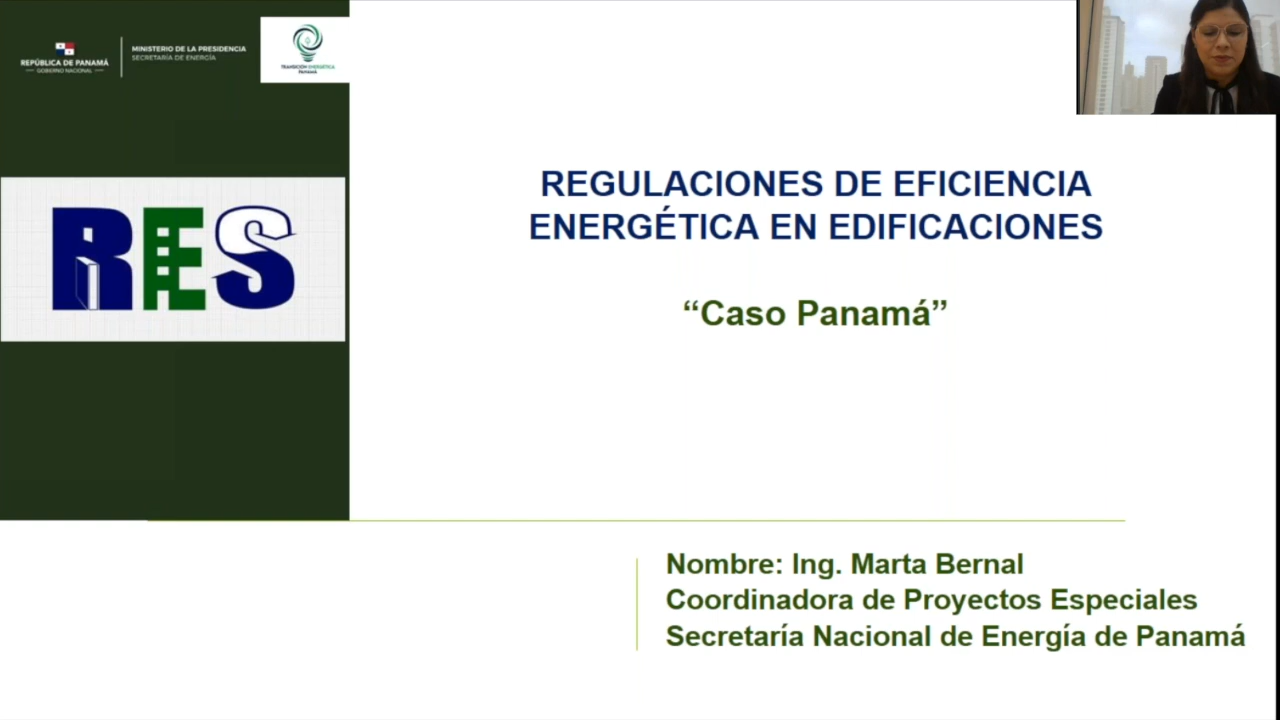 REPÚBLICA DE PANAMÁ
GOBIERNO NACIONAL
MINISTERIO DE LA PRESIDENCIA
SECRETARÍA DE ENERGÍA
TRANSICIÓN ENERGÉTICA
PANAMÁ
RES
REGULACIONES DE EFICIENCIA
ENERGÉTICA EN EDIFICACIONES
“Caso Panamá”
Nombre: Ing. Marta Bernal
Coordinadora de Proyectos Especiales
Secretaría Nacional de Energía de Panamá